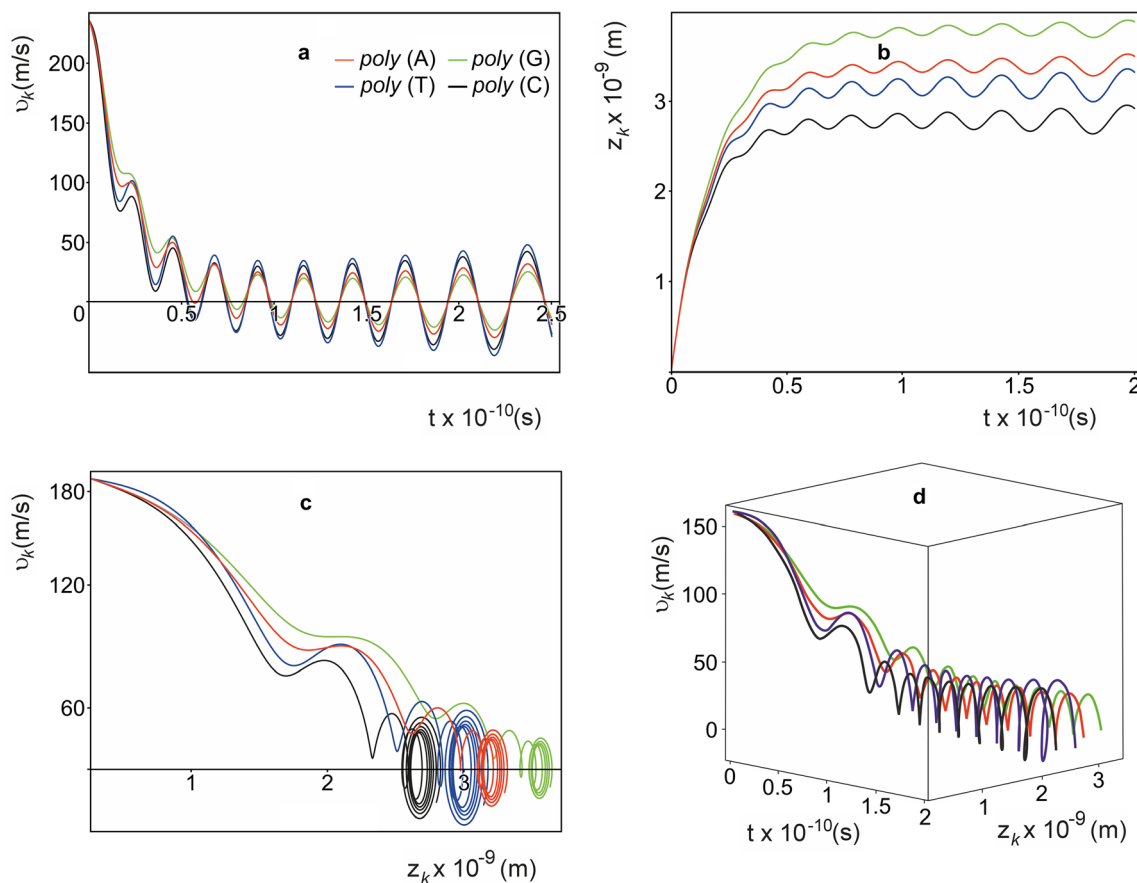 a
υk(m/s)
poly (A) poly (G)
poly (T) poly (C)
200
150
100
50
0
0.5 1 1.5 2 2.5
t x 10-10(s)
b
zk x 10-9 (m)
3
2
1
0 0.5 1 1.5 2
t x 10-10(s)
c
υk(m/s)
180
120
60
1 2 3
zk x 10-9 (m)
d
υk(m/s)
150
100
50
0
0 0.5 1 1.5 2
1 2 3
t x 10-10(s)
zk x 10-9 (m)